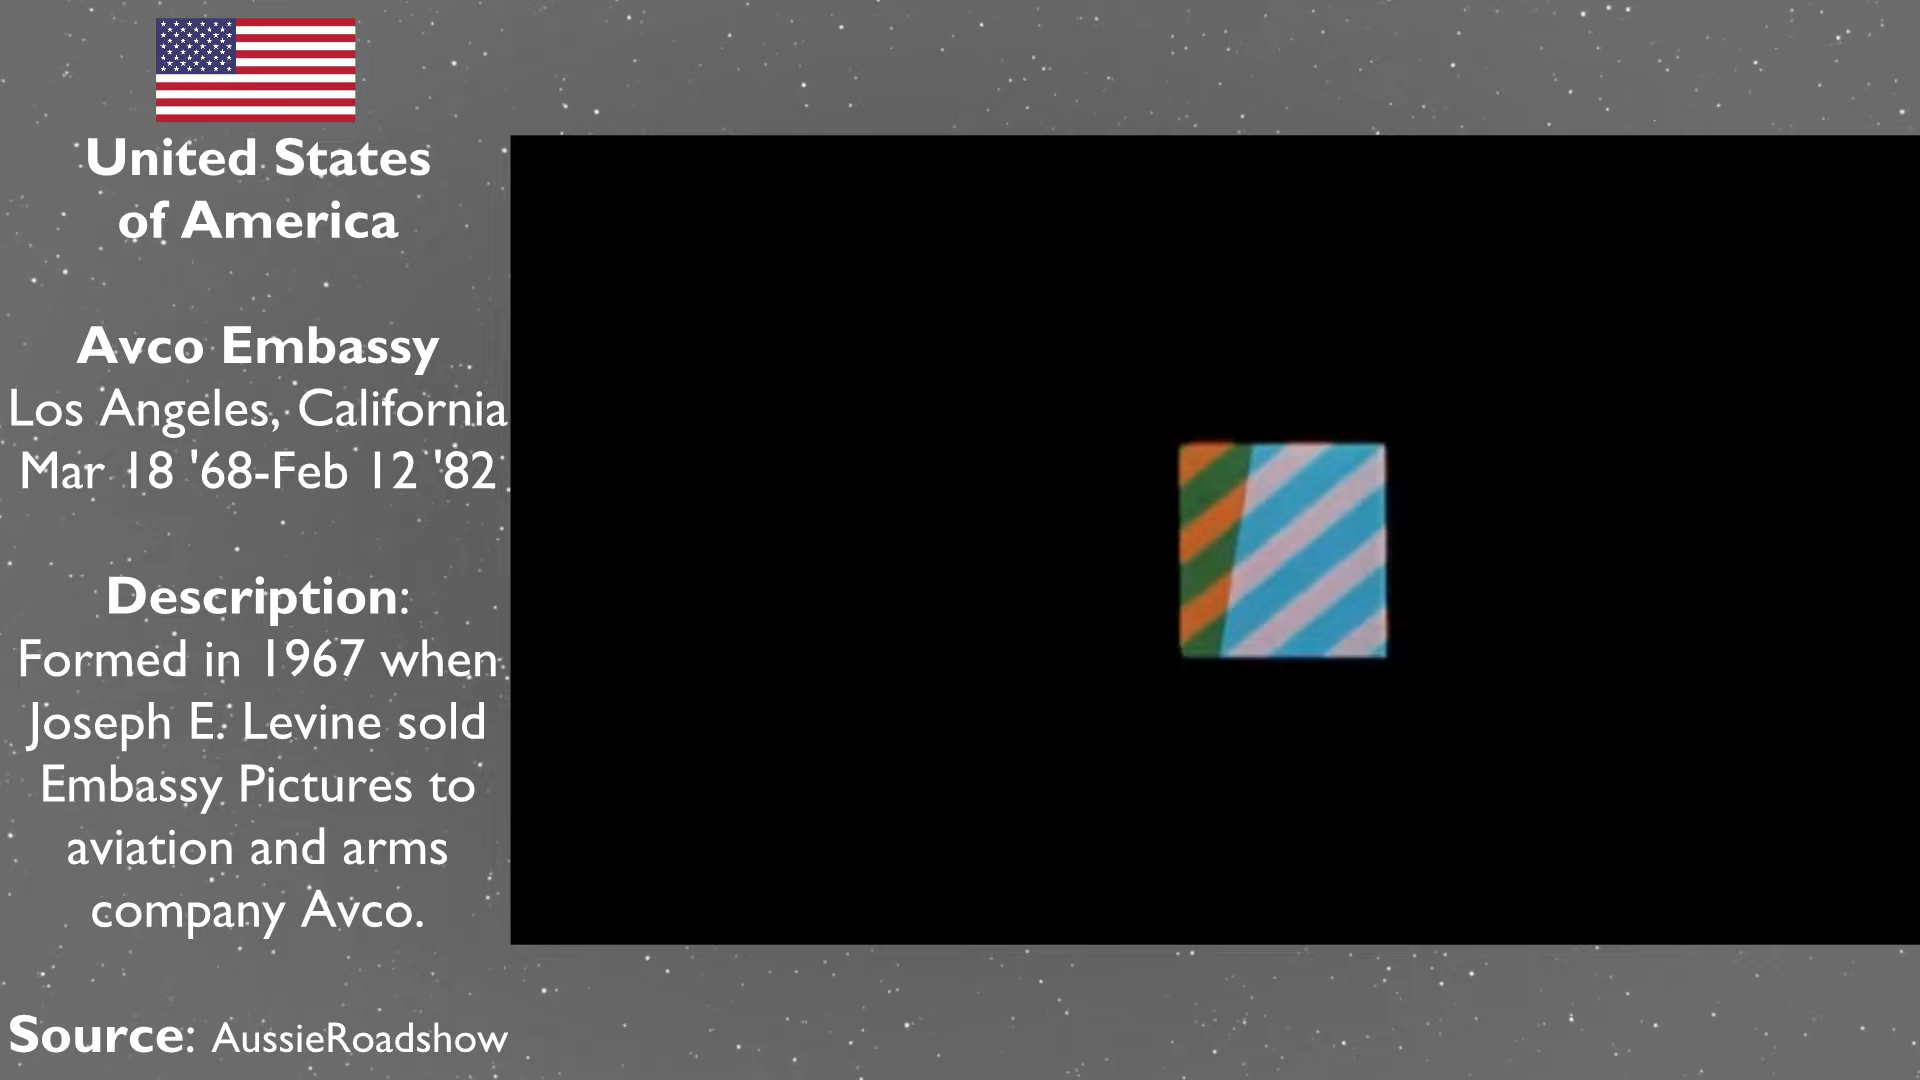 United States
of America
Avco Embassy
Los Angeles, California
Mar 18 '68-Feb 12 '82
Description:
Formed in 1967 when
Joseph E. Levine sold
Embassy Pictures to
aviation and arms
company Avco.
Source: AussieRoadshow